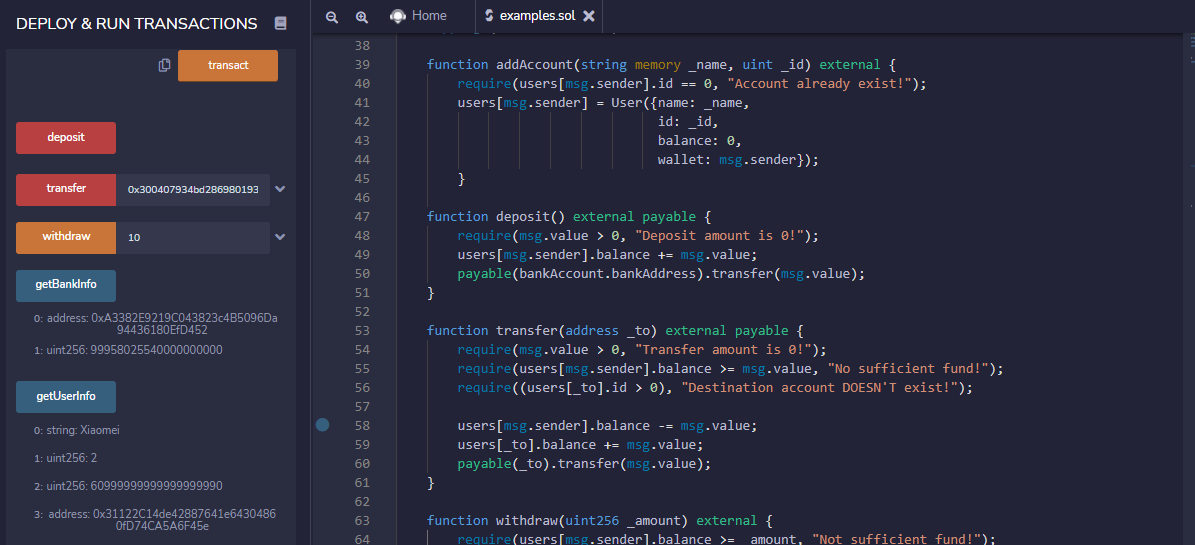 DEPLOY & RUN TRANSACTIONS
transact
deposit
transfer 0x300407934bd286980193
withdraw 10
getBankInfo
0: address: 0xA3382E9219C043823c4B5096Da
94436180EfD452
1: uint256: 99958025540000000000
getUserInfo
0: string: Xiaomei
1: uint256: 2
2: uint256: 60999999999999999990
3: address: 0x31122C14de42887641e6430486
0fD74CA5A6F45e
Home examples.sol
38
39 function addAccount(string memory _name, uint _id) external {
40 require(users[msg.sender].id == 0, "Account already exist!");
41 users[msg.sender] = User({name: _name,
42 id: _id,
43 balance: 0,
44 wallet: msg.sender});
45 }
46
47 function deposit() external payable {
48 require(msg.value > 0, "Deposit amount is 0!");
49 users[msg.sender].balance += msg.value;
50 payable(bankAccount.bankAddress).transfer(msg.value);
51 }
52
53 function transfer(address _to) external payable {
54 require(msg.value > 0, "Transfer amount is 0!");
55 require(users[msg.sender].balance >= msg.value, "No sufficient fund!");
56 require((users[_to].id > 0), "Destination account DOESN'T exist!");
57
58 users[msg.sender].balance -= msg.value;
59 users[_to].balance += msg.value;
60 payable(_to).transfer(msg.value);
61 }
62
63 function withdraw(uint256 _amount) external {
64 require(users[msg.sender].balance >= _amount, "Not sufficient fund!");